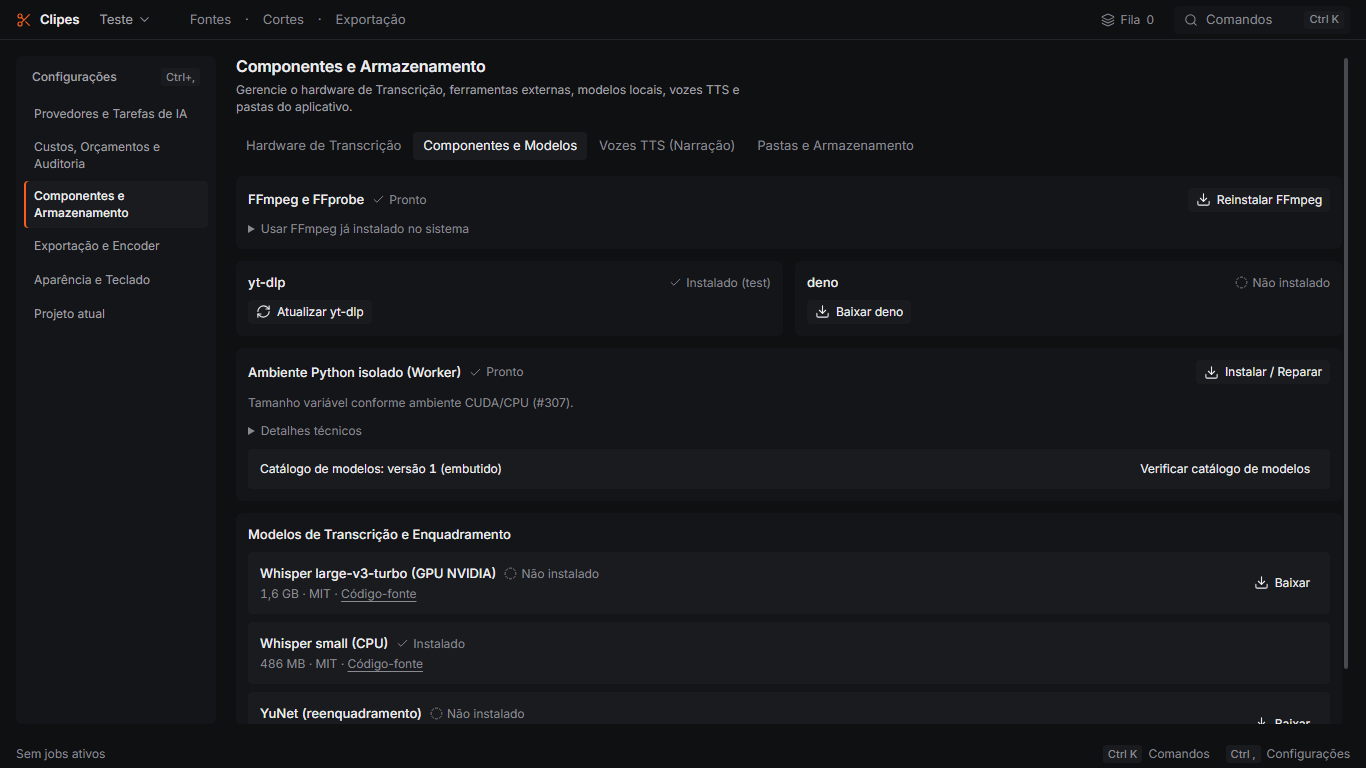 Clipes Teste Fontes · Cortes · Exportação Fila 0 Comandos Ctrl K
Configurações Ctrl+,
Provedores e Tarefas de IA
Custos, Orçamentos e
Auditoria
Componentes e
Armazenamento
Exportação e Encoder
Aparência e Teclado
Projeto atual
Componentes e Armazenamento
Gerencie o hardware de Transcrição, ferramentas externas, modelos locais, vozes TTS e
pastas do aplicativo.
Hardware de Transcrição Componentes e Modelos Vozes TTS (Narração) Pastas e Armazenamento
FFmpeg e FFprobe Pronto Reinstalar FFmpeg
Usar FFmpeg já instalado no sistema
yt-dlp Instalado (test)
Atualizar yt-dlp
deno Não instalado
Baixar deno
Ambiente Python isolado (Worker) Pronto Instalar / Reparar
Tamanho variável conforme ambiente CUDA/CPU (#307).
Detalhes técnicos
Catálogo de modelos: versão 1 (embutido) Verificar catálogo de modelos
Modelos de Transcrição e Enquadramento
Whisper large-v3-turbo (GPU NVIDIA) Não instalado
1,6 GB · MIT · Código-fonte Baixar
Whisper small (CPU) Instalado
486 MB · MIT · Código-fonte
YuNet (reenquadramento) Não instalado
Baixar
Sem jobs ativos Ctrl K Comandos Ctrl , Configurações